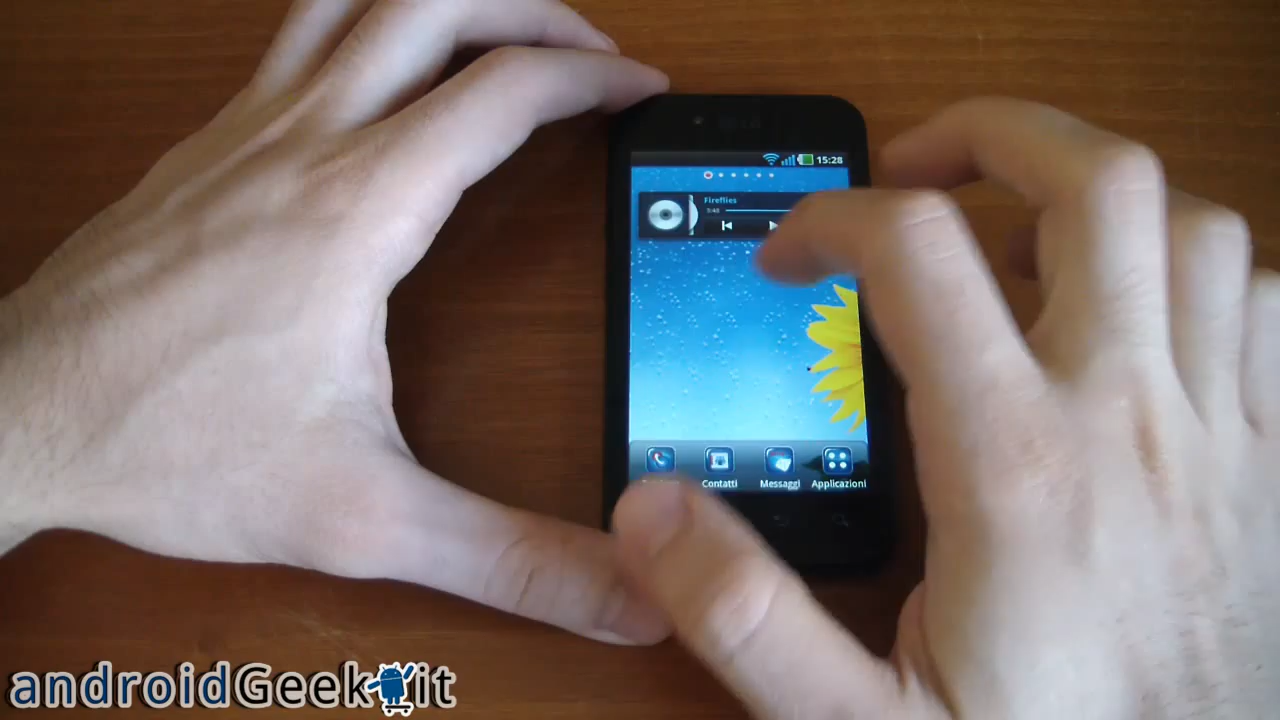 15:28
Fireflies
Contatti
Messaggi
Applicazioni
androidGeek it